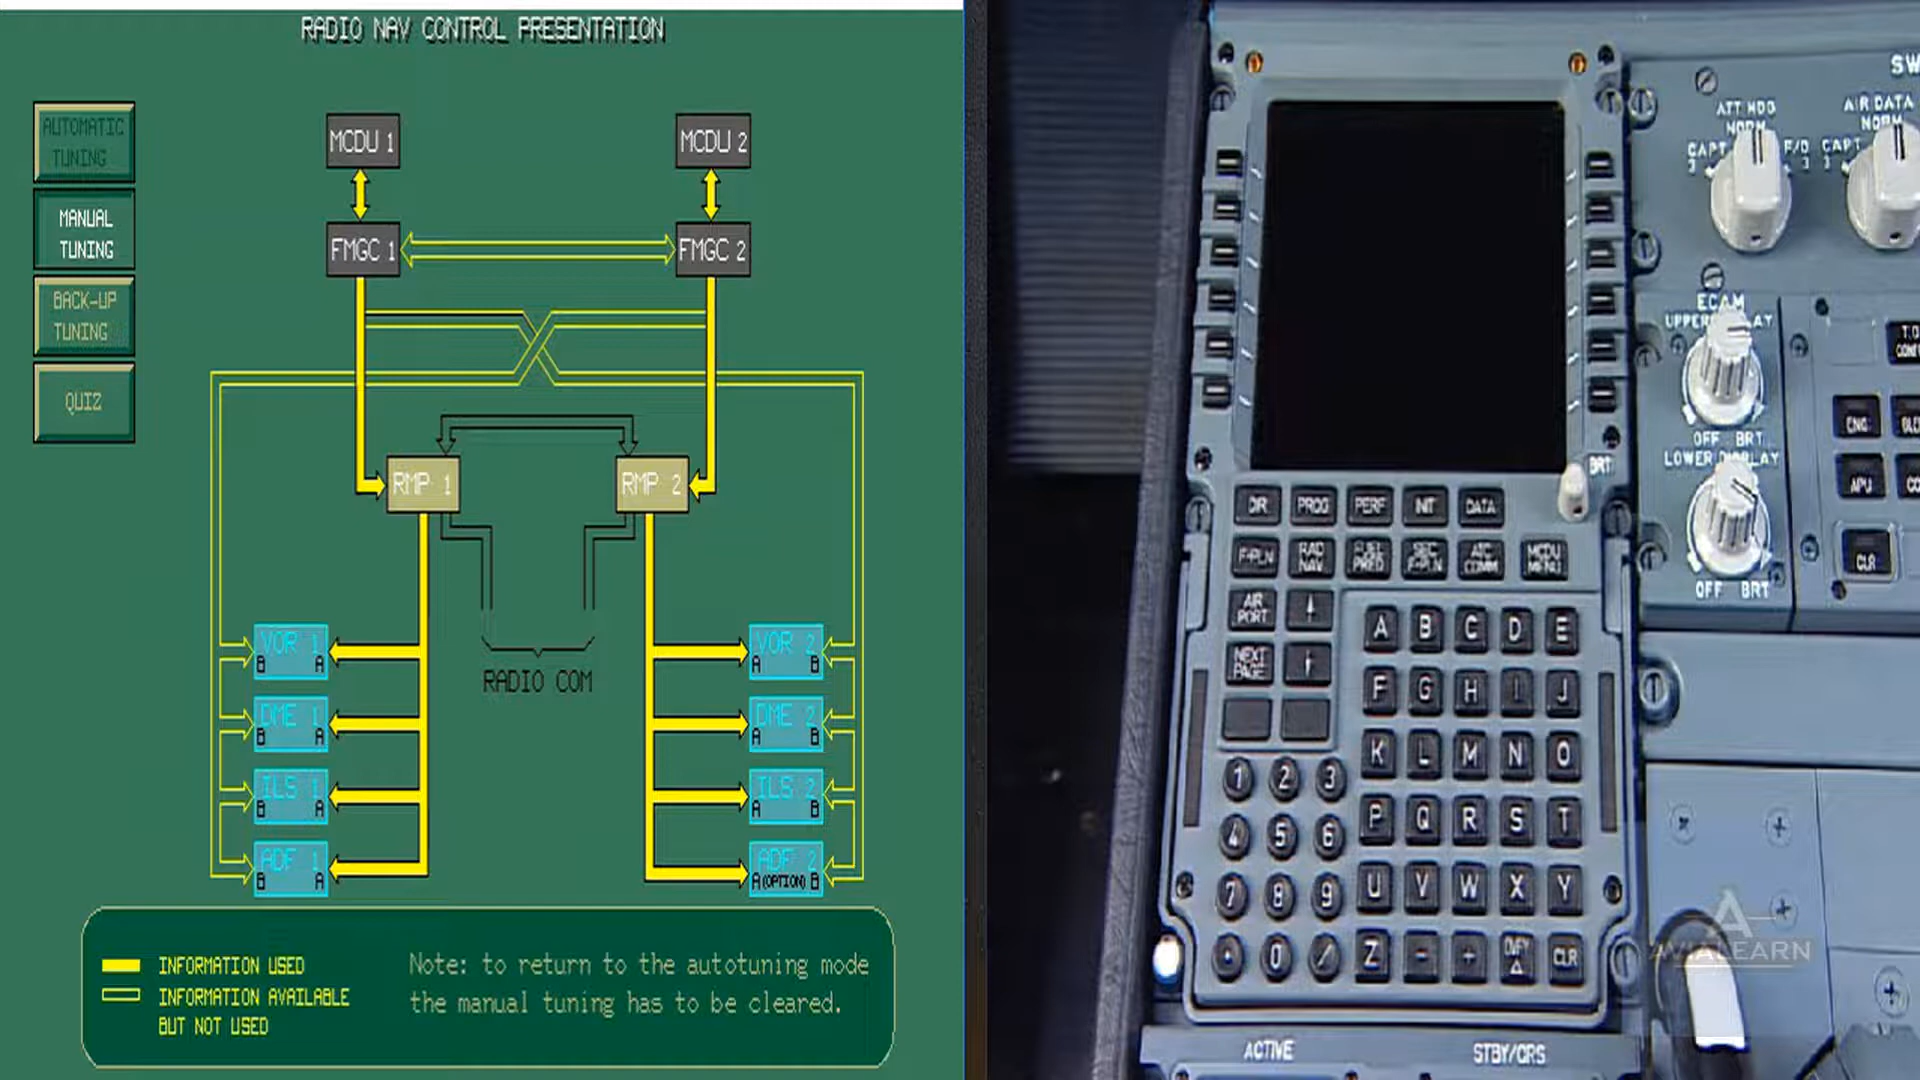 RADIO NAV CONTROL PRESENTATION
AUTOMATIC
TUNING
MANUAL
TUNING
BACK-UP
TUNING
QUIZ
MCDU 1
MCDU 2
FMGC 1
FMGC 2
RMP 1
RMP 2
RADIO COM
VOR 1
B A
DME 1
B A
ILS 1
B A
ADF 1
B A
VOR 2
A B
DME 2
A B
ILS 2
A B
ADF 2
A (OPTION) B
INFORMATION USED
INFORMATION AVAILABLE
BUT NOT USED
Note: to return to the autotuning mode
the manual tuning has to be cleared.
SW
ATT HDG
NORM
CAPT
3
F/O
3
AIR DATA
NORM
CAPT
3
ECAM
UPPER DISPLAY
OFF BRT
LOWER DISPLAY
OFF BRT
T.O
ENG
APU
CLR
BRT
DIR PROG PERF INIT DATA
F-PLN
RAD
NAV
FUEL
PRED
SEC
F-PLN
ATC
COMM
MCDU
MENU
AIR
PORT
↑
NEXT
PAGE
A B C D E
F G H I J
K L M N O
P Q R S T
U V W X Y
Z - +
OVFY
Δ
CLR
1 2 3
4 5 6
7 8 9
. 0 /
ACTIVE
STBY/CRS
AVIALEARN